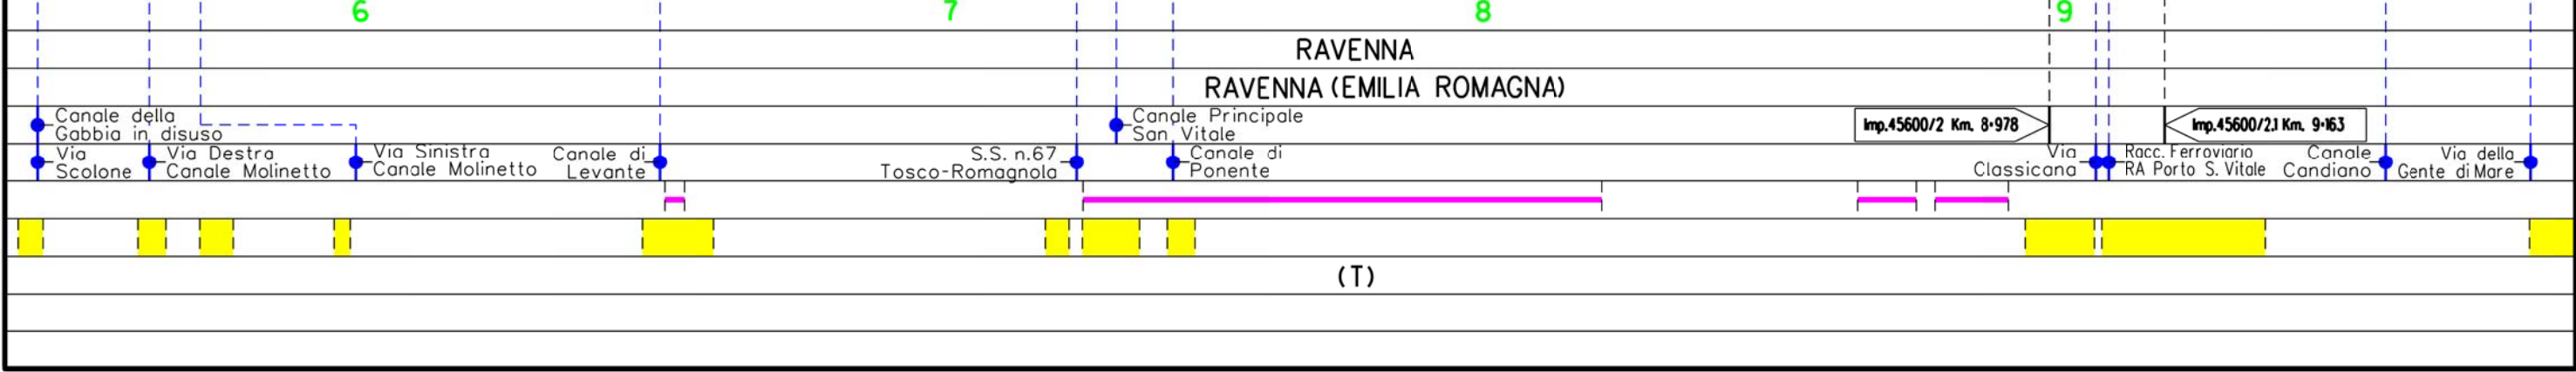 6 7 8 9
RAVENNA
RAVENNA (EMILIA ROMAGNA)
Canale della
Gabbia in disuso
Canale Principale
San Vitale
Imp.45600/2 Km. 8+978
Imp.45600/2.1 Km. 9+163
Via
Scolone
Via Destra
Canale Molinetto
Via Sinistra
Canale Molinetto
Canale di
Levante
S.S. n.67
Tosco-Romagnola
Canale di
Ponente
Via
Classicana
Racc. Ferroviario
RA Porto S. Vitale
Canale
Candiano
Via della
Gente di Mare
(T)